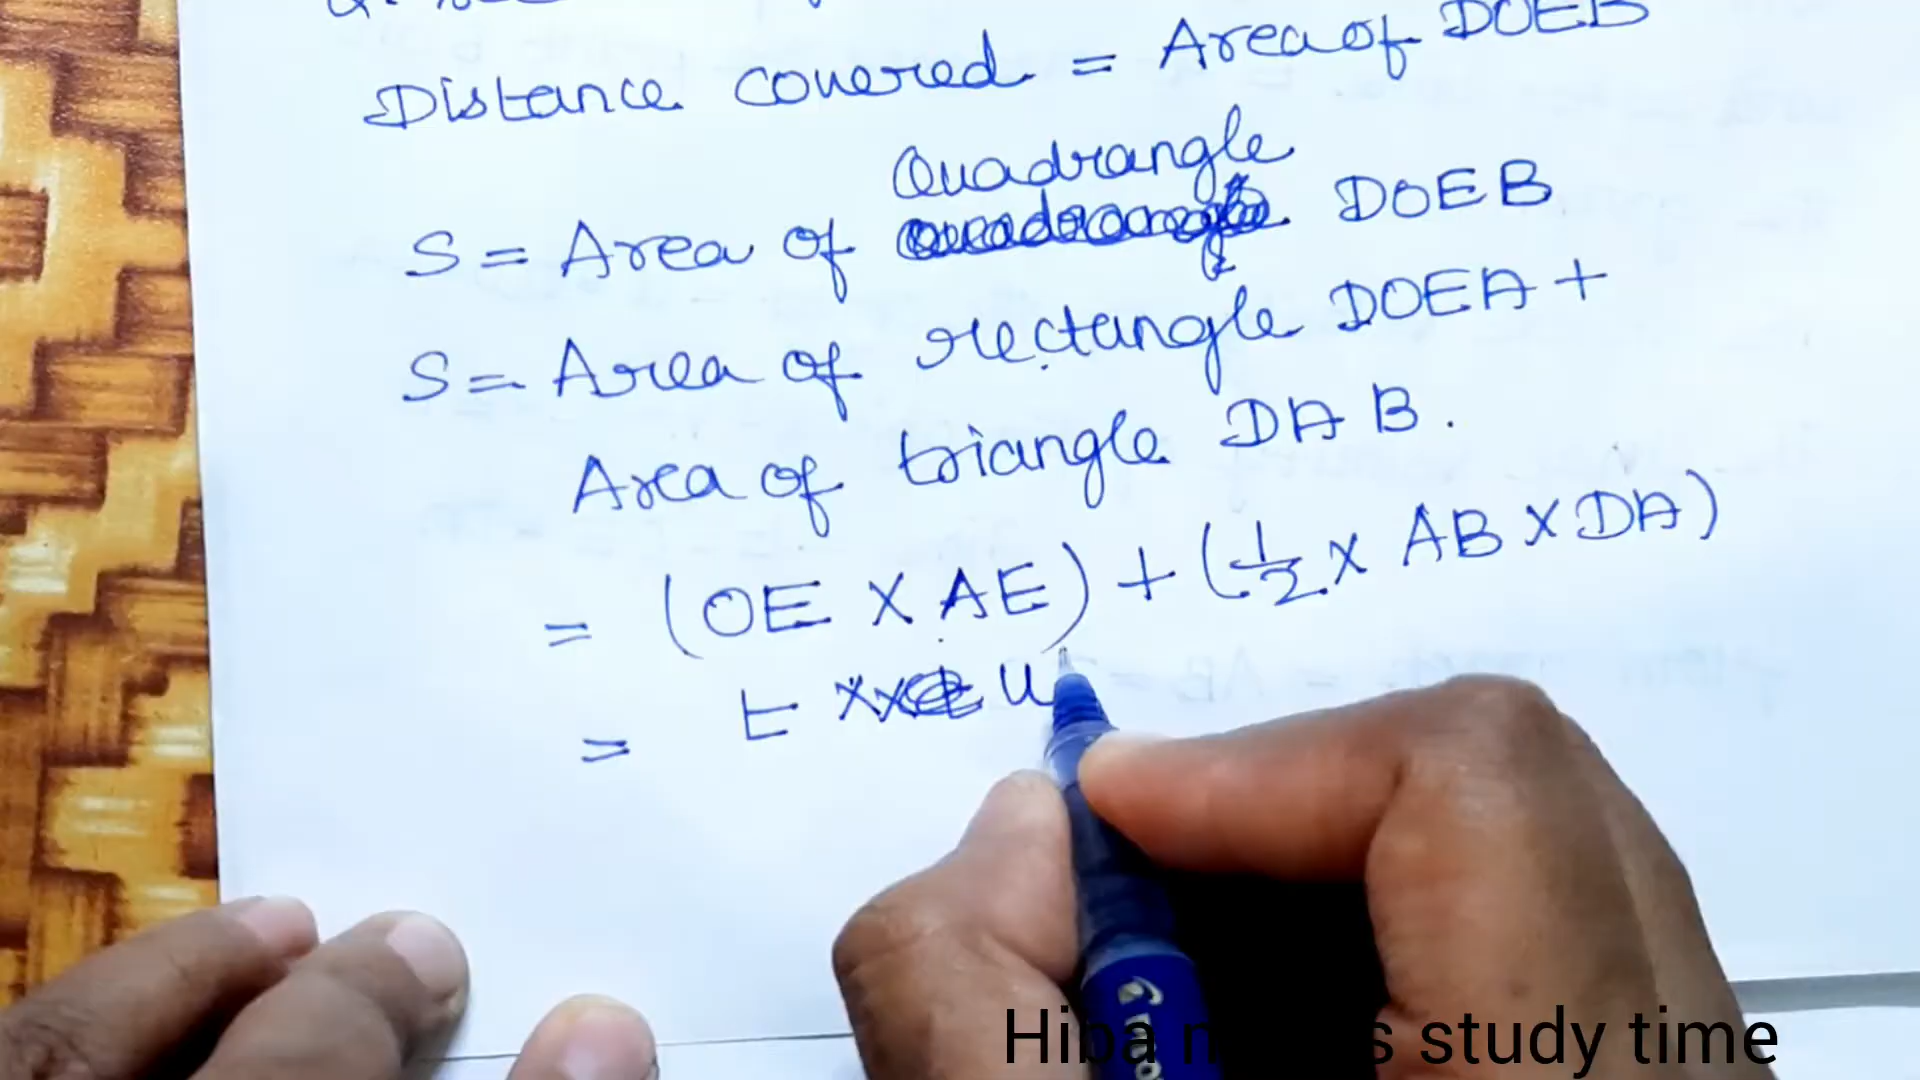 Distance covered = Area of DOEB
Quadrangle
S = Area of DOEB
S = Area of rectangle DOEA +
Area of triangle DAB.
= (OE X AE) + (1/2 X AB X DA)
= t X u
study time